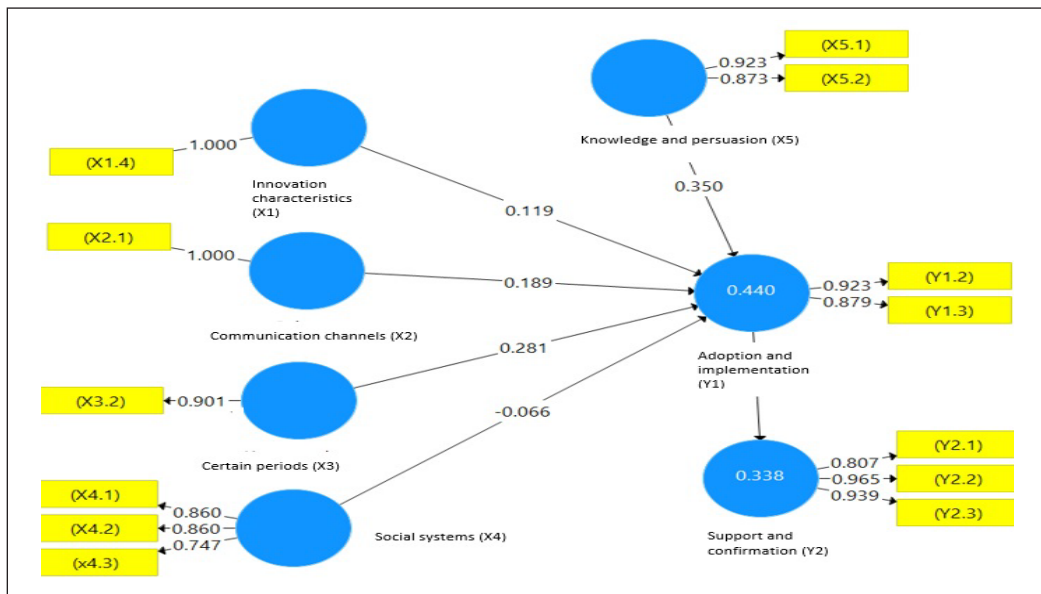 (X5.1)
0.923
0.873
(X5.2)
Knowledge and persuasion (X5)
0.350
1.000
(X1.4)
Innovation
characteristics
(X1)
0.119
(X2.1)
1.000
0.189
Communication channels (X2)
0.440
0.923
(Y1.2)
0.879
(Y1.3)
Adoption and
implementation
(Y1)
0.281
(X3.2)
0.901
Certain periods (X3)
-0.066
(X4.1)
0.860
(X4.2)
0.860
(x4.3)
0.747
Social systems (X4)
0.338
0.807
(Y2.1)
0.965
(Y2.2)
0.939
(Y2.3)
Support and
confirmation (Y2)